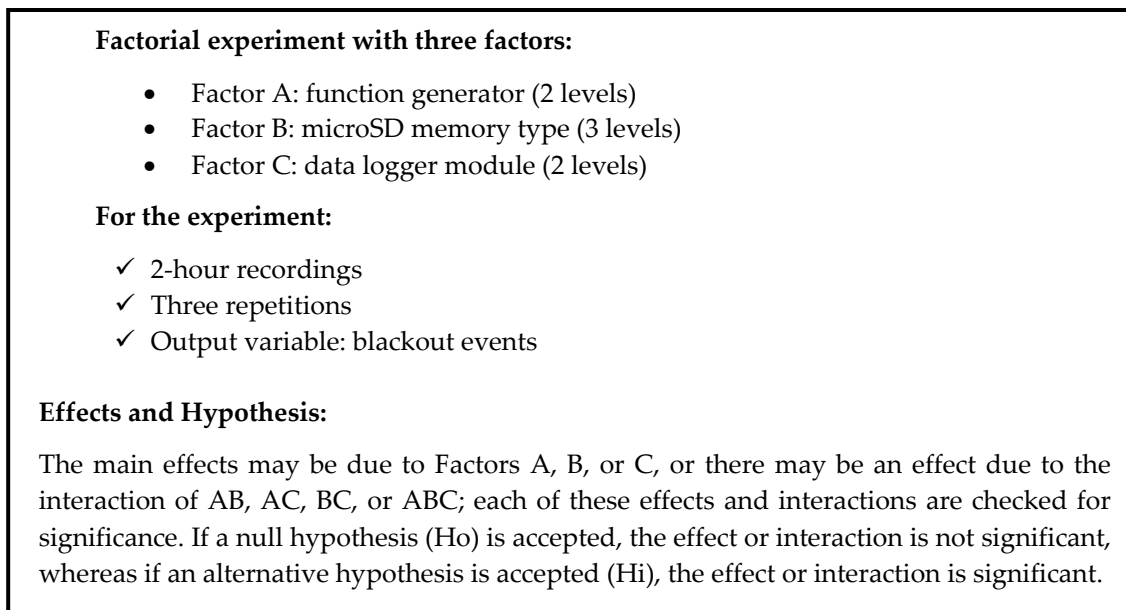 Factorial experiment with three factors:
• Factor A: function generator (2 levels)
• Factor B: microSD memory type (3 levels)
• Factor C: data logger module (2 levels)
For the experiment:
✓ 2-hour recordings
✓ Three repetitions
✓ Output variable: blackout events
Effects and Hypothesis:
The main effects may be due to Factors A, B, or C, or there may be an effect due to the
interaction of AB, AC, BC, or ABC; each of these effects and interactions are checked for
significance. If a null hypothesis (Ho) is accepted, the effect or interaction is not significant,
whereas if an alternative hypothesis is accepted (Hi), the effect or interaction is significant.